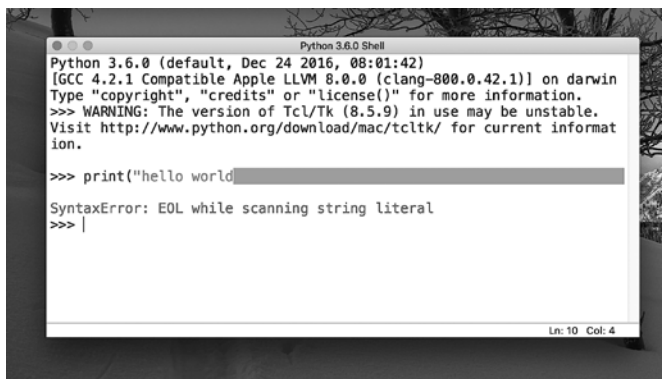 Python 3.6.0 Shell
Python 3.6.0 (default, Dec 24 2016, 08:01:42)
[GCC 4.2.1 Compatible Apple LLVM 8.0.0 (clang-800.0.42.1)] on darwin
Type "copyright", "credits" or "license()" for more information.
>>> WARNING: The version of Tcl/Tk (8.5.9) in use may be unstable.
Visit http://www.python.org/download/mac/tcltk/ for current informat
ion.
>>> print("hello world
SyntaxError: EOL while scanning string literal
>>>
Ln: 10 Col: 4